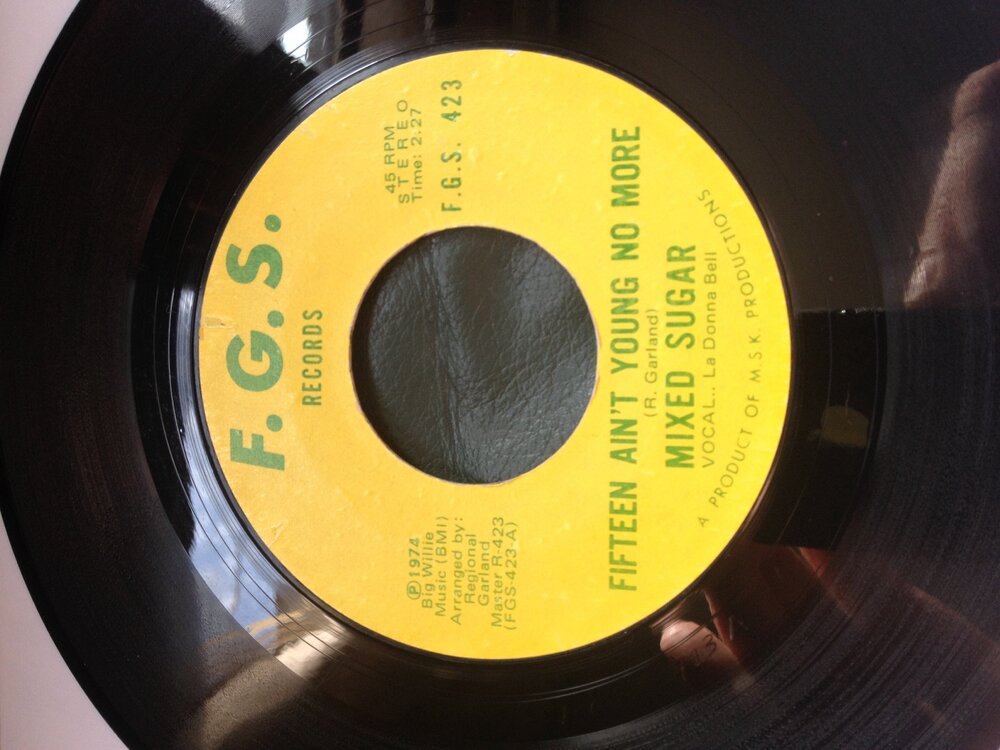 F.G.S.
RECORDS
℗1974
Big Willie
Music (BMI)
Arranged by:
Regional
Garland
Master R-423
(FGS-423-A)
45 RPM
STEREO
Time: 2:27
F.G.S. 423
FIFTEEN AIN'T YOUNG NO MORE
(R. Garland)
MIXED SUGAR
VOCAL.. La Donna Bell
A PRODUCT OF M.S.K. PRODUCTIONS